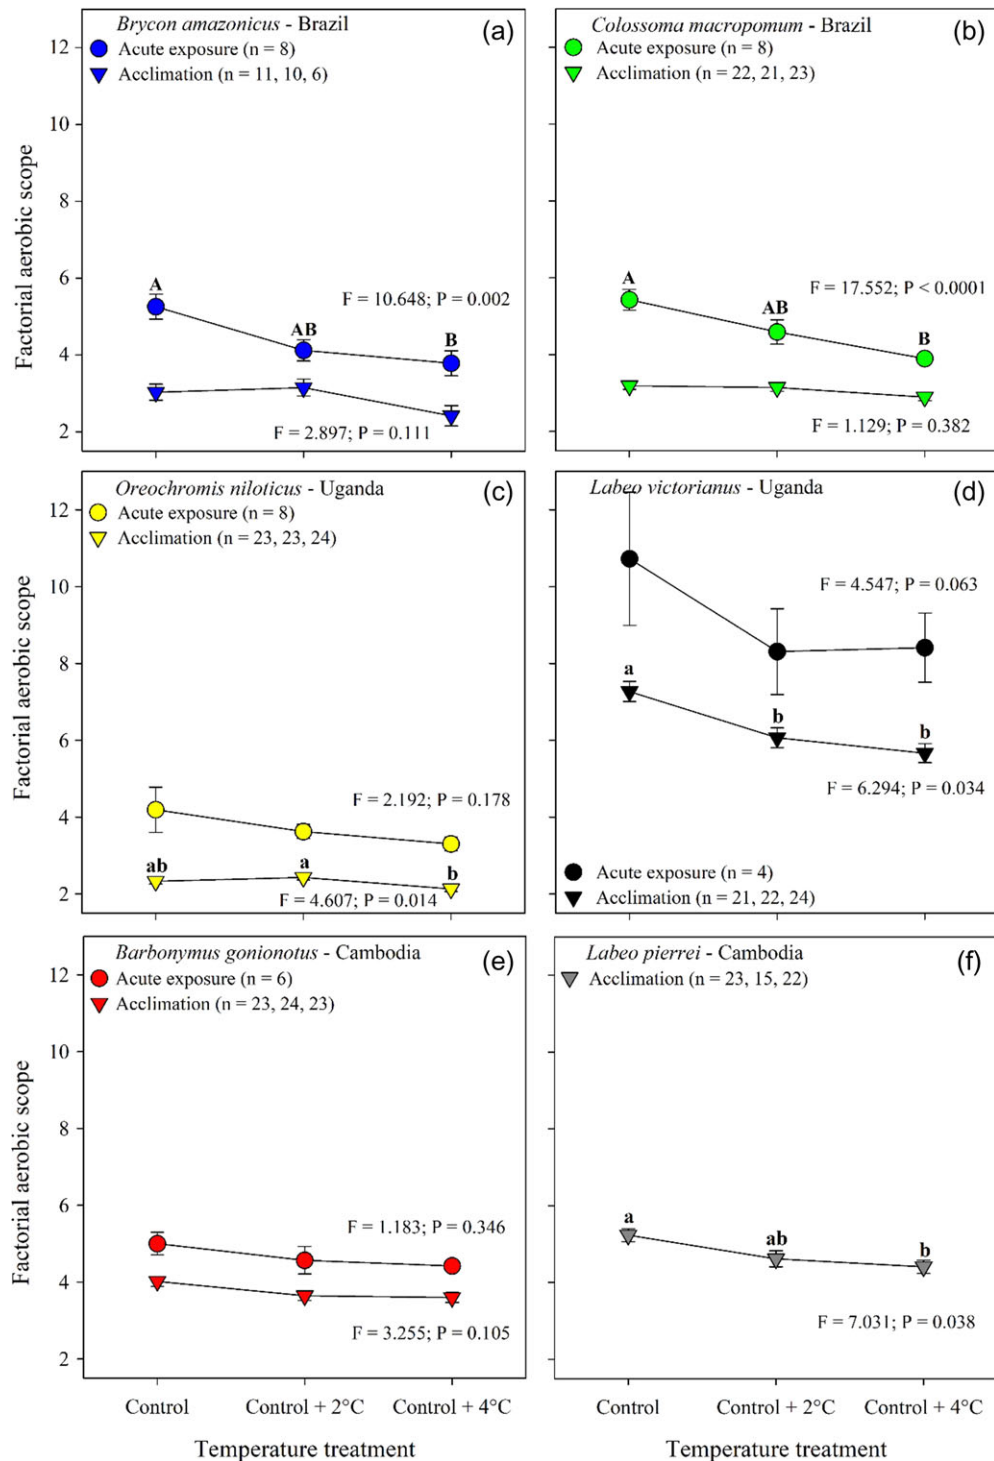 Brycon amazonicus - Brazil
(a)
Acute exposure (n = 8)
Acclimation (n = 11, 10, 6)
12
10
8
6
4
2
Factorial aerobic scope
A
AB
B
F = 10.648; P = 0.002
F = 2.897; P = 0.111
Colossoma macropomum - Brazil
(b)
Acute exposure (n = 8)
Acclimation (n = 22, 21, 23)
A
AB
B
F = 17.552; P < 0.0001
F = 1.129; P = 0.382
Oreochromis niloticus - Uganda
(c)
Acute exposure (n = 8)
Acclimation (n = 23, 23, 24)
12
10
8
6
4
2
Factorial aerobic scope
F = 2.192; P = 0.178
ab
a
b
F = 4.607; P = 0.014
Labeo victorianus - Uganda
(d)
F = 4.547; P = 0.063
a
b
b
F = 6.294; P = 0.034
Acute exposure (n = 4)
Acclimation (n = 21, 22, 24)
Barbonymus gonionotus - Cambodia
(e)
Acute exposure (n = 6)
Acclimation (n = 23, 24, 23)
12
10
8
6
4
2
Factorial aerobic scope
F = 1.183; P = 0.346
F = 3.255; P = 0.105
Control
Control + 2°C
Control + 4°C
Temperature treatment
Labeo pierrei - Cambodia
(f)
Acclimation (n = 23, 15, 22)
a
ab
b
F = 7.031; P = 0.038
Control
Control + 2°C
Control + 4°C
Temperature treatment